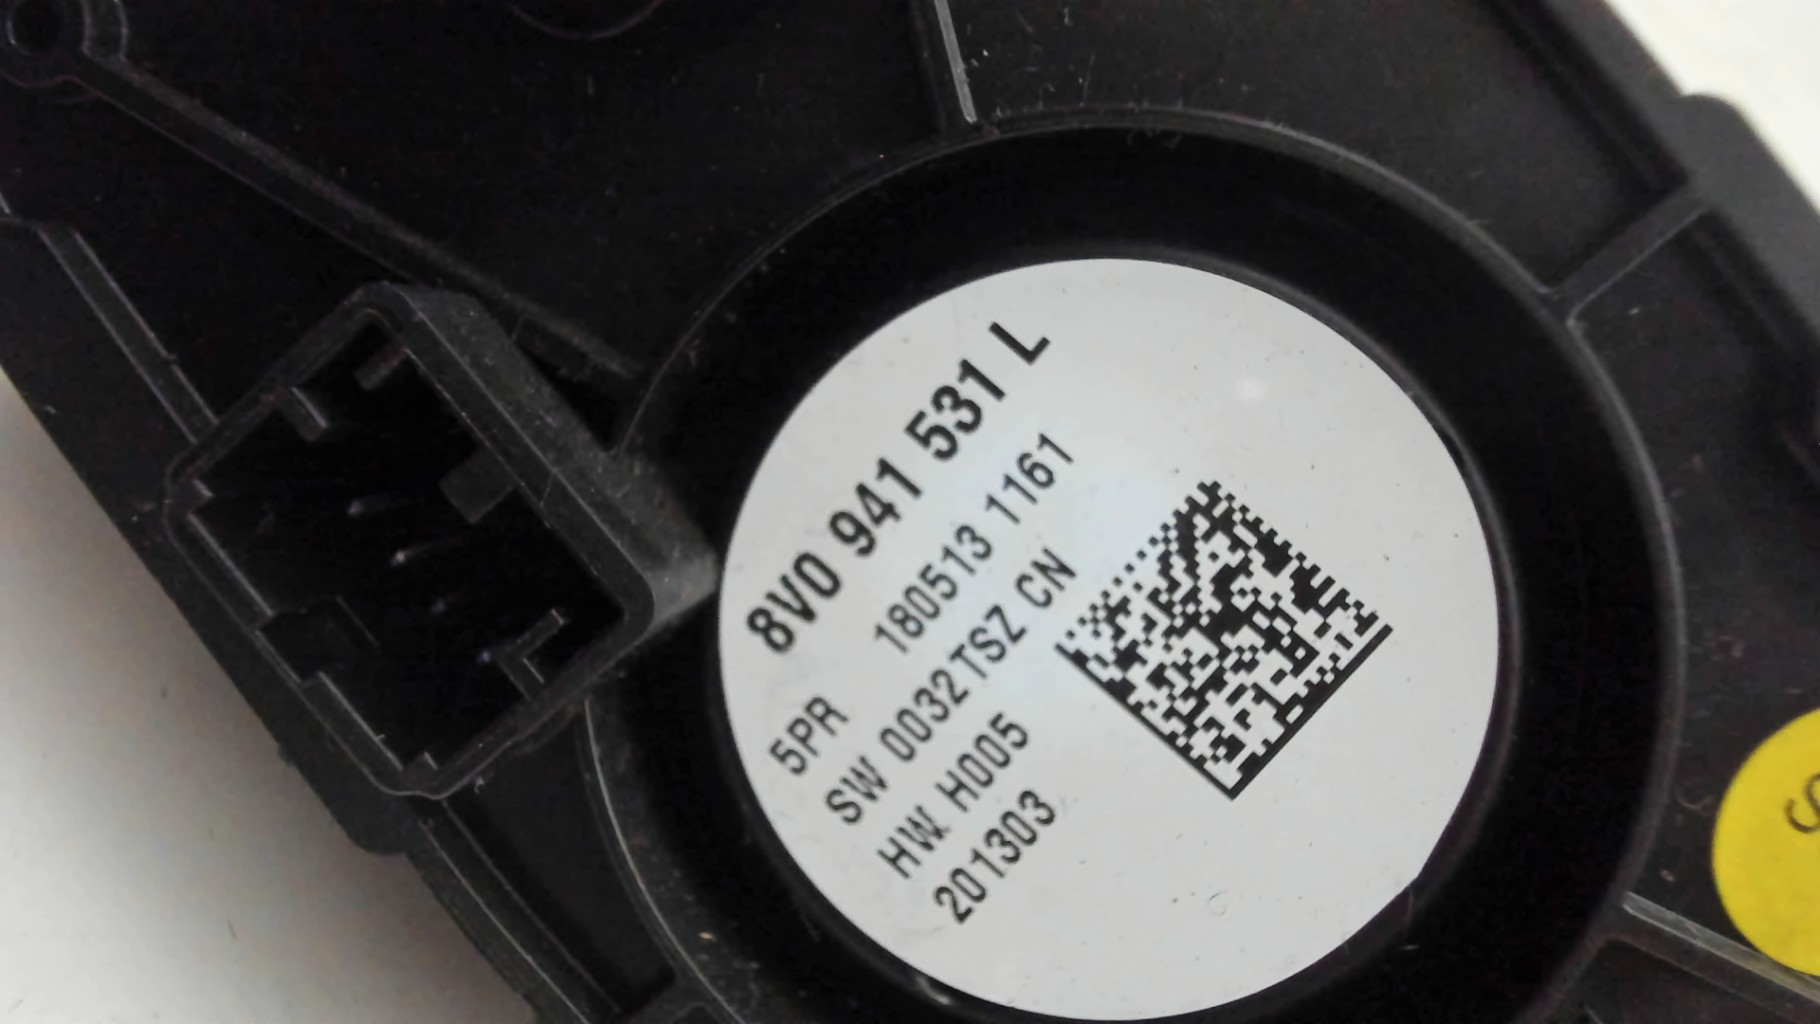 8V0 941 531 L
180513 1161
5PR
SW 0032TSZ CN
HW. H005
201303
S